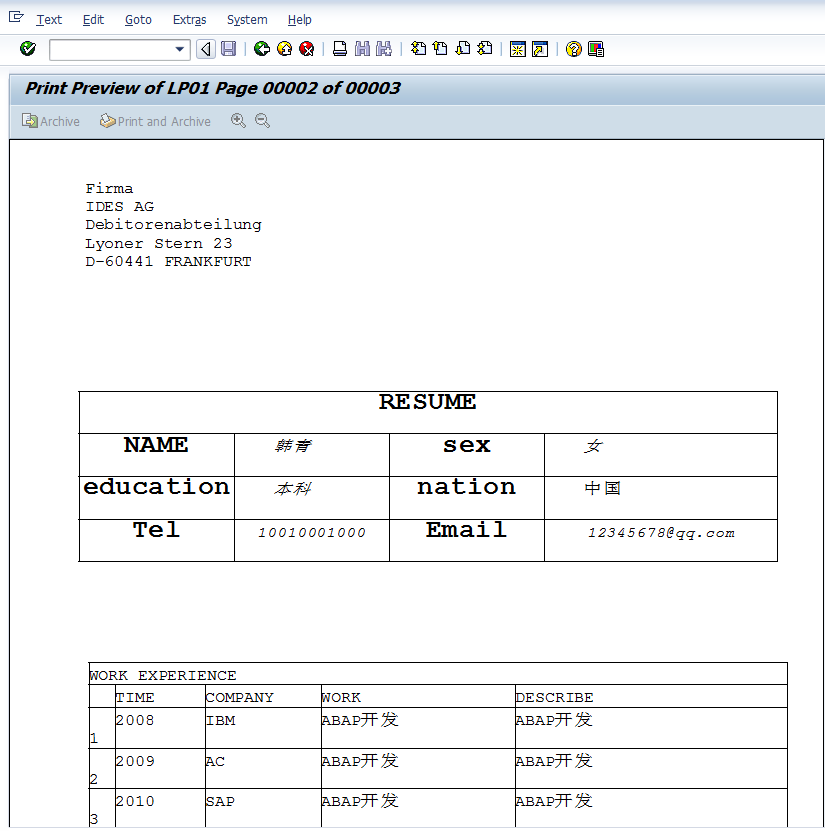 Text Edit Goto Extras System Help
Print Preview of LP01 Page 00002 of 00003
Archive Print and Archive
Firma
IDES AG
Debitorenabteilung
Lyoner Stern 23
D-60441 FRANKFURT
RESUME
NAME 韩青 sex 女
education 本科 nation 中国
Tel 10010001000 Email 12345678@qq.com
WORK EXPERIENCE
TIME COMPANY WORK DESCRIBE
1 2008 IBM ABAP开发 ABAP开发
2 2009 AC ABAP开发 ABAP开发
3 2010 SAP ABAP开发 ABAP开发